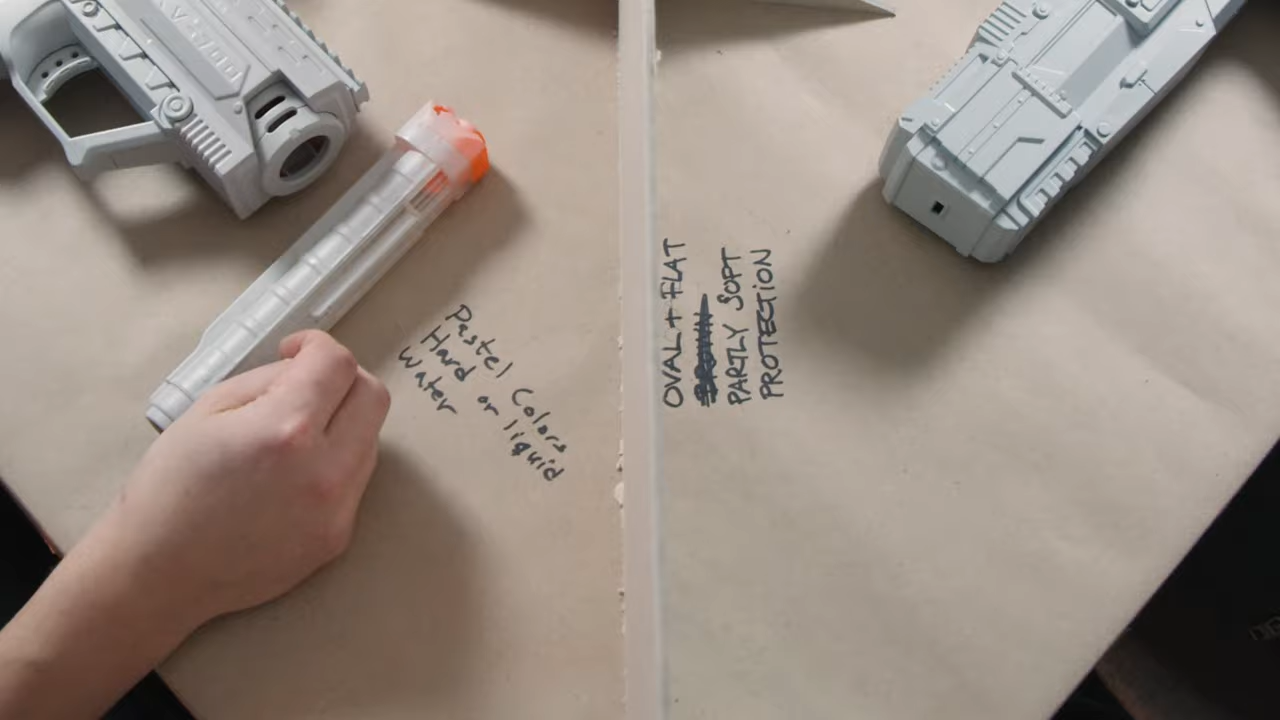 Pastel Colors
Hard or liquid
Water
OVAL + FLAT
PARTLY SOFT
PROTECTION